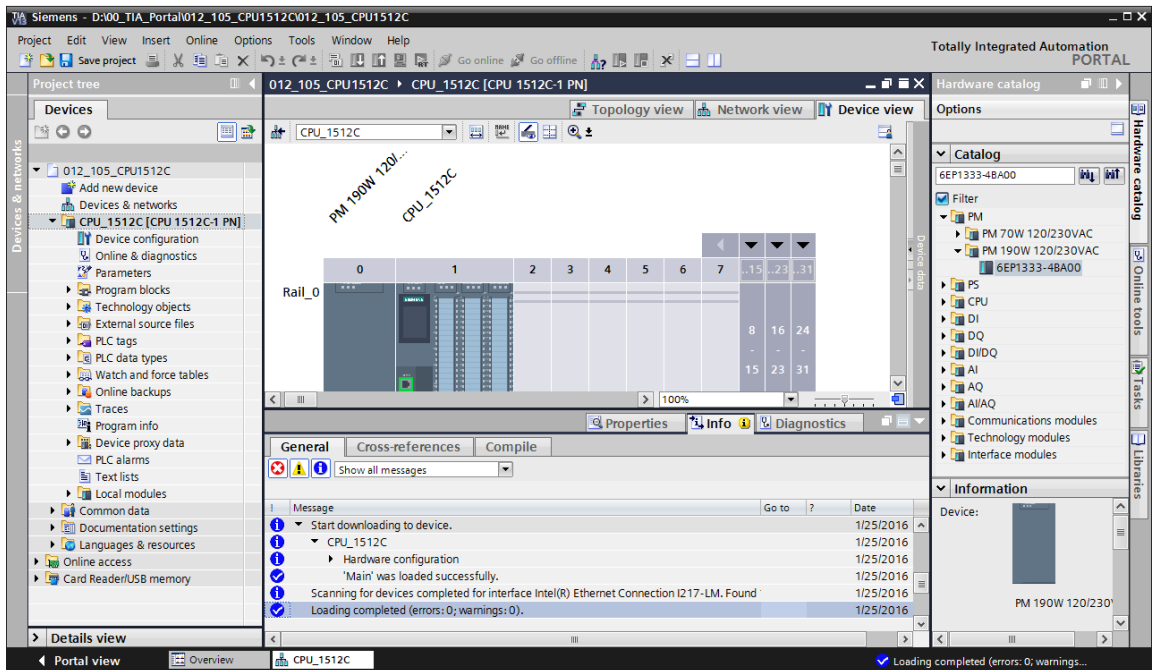 Siemens - D:\00_TIA_Portal\012_105_CPU1512C\012_105_CPU1512C
Project Edit View Insert Online Options Tools Window Help
Save project Go online Go offline
Totally Integrated Automation
PORTAL
Project tree
Devices
Devices & networks
012_105_CPU1512C
Add new device
Devices & networks
CPU_1512C [CPU 1512C-1 PN]
Device configuration
Online & diagnostics
Parameters
Program blocks
Technology objects
External source files
PLC tags
PLC data types
Watch and force tables
Online backups
Traces
Program info
Device proxy data
PLC alarms
Text lists
Local modules
Common data
Documentation settings
Languages & resources
Online access
Card Reader/USB memory
Details view
012_105_CPU1512C CPU_1512C [CPU 1512C-1 PN]
Topology view Network view Device view
CPU_1512C
PM 190W 120/...
CPU_1512C
0 1 2 3 4 5 6 7 ..15 ..23 ..31
Rail_0
8 16 24
- - -
15 23 31
Device data
100%
Properties Info Diagnostics
General Cross-references Compile
Show all messages
! Message Go to ? Date
Start downloading to device. 1/25/2016
CPU_1512C 1/25/2016
Hardware configuration 1/25/2016
'Main' was loaded successfully. 1/25/2016
Scanning for devices completed for interface Intel(R) Ethernet Connection I217-LM. Found 1/25/2016
Loading completed (errors: 0; warnings: 0). 1/25/2016
Hardware catalog
Options
Catalog
6EP1333-4BA00
Filter
PM
PM 70W 120/230VAC
PM 190W 120/230VAC
6EP1333-4BA00
PS
CPU
DI
DQ
DI/DQ
AI
AQ
AI/AQ
Communications modules
Technology modules
Interface modules
Information
Device:
PM 190W 120/230
Hardware catalog
Online tools
Tasks
Libraries
Portal view Overview CPU_1512C Loading completed (errors: 0; warnings...